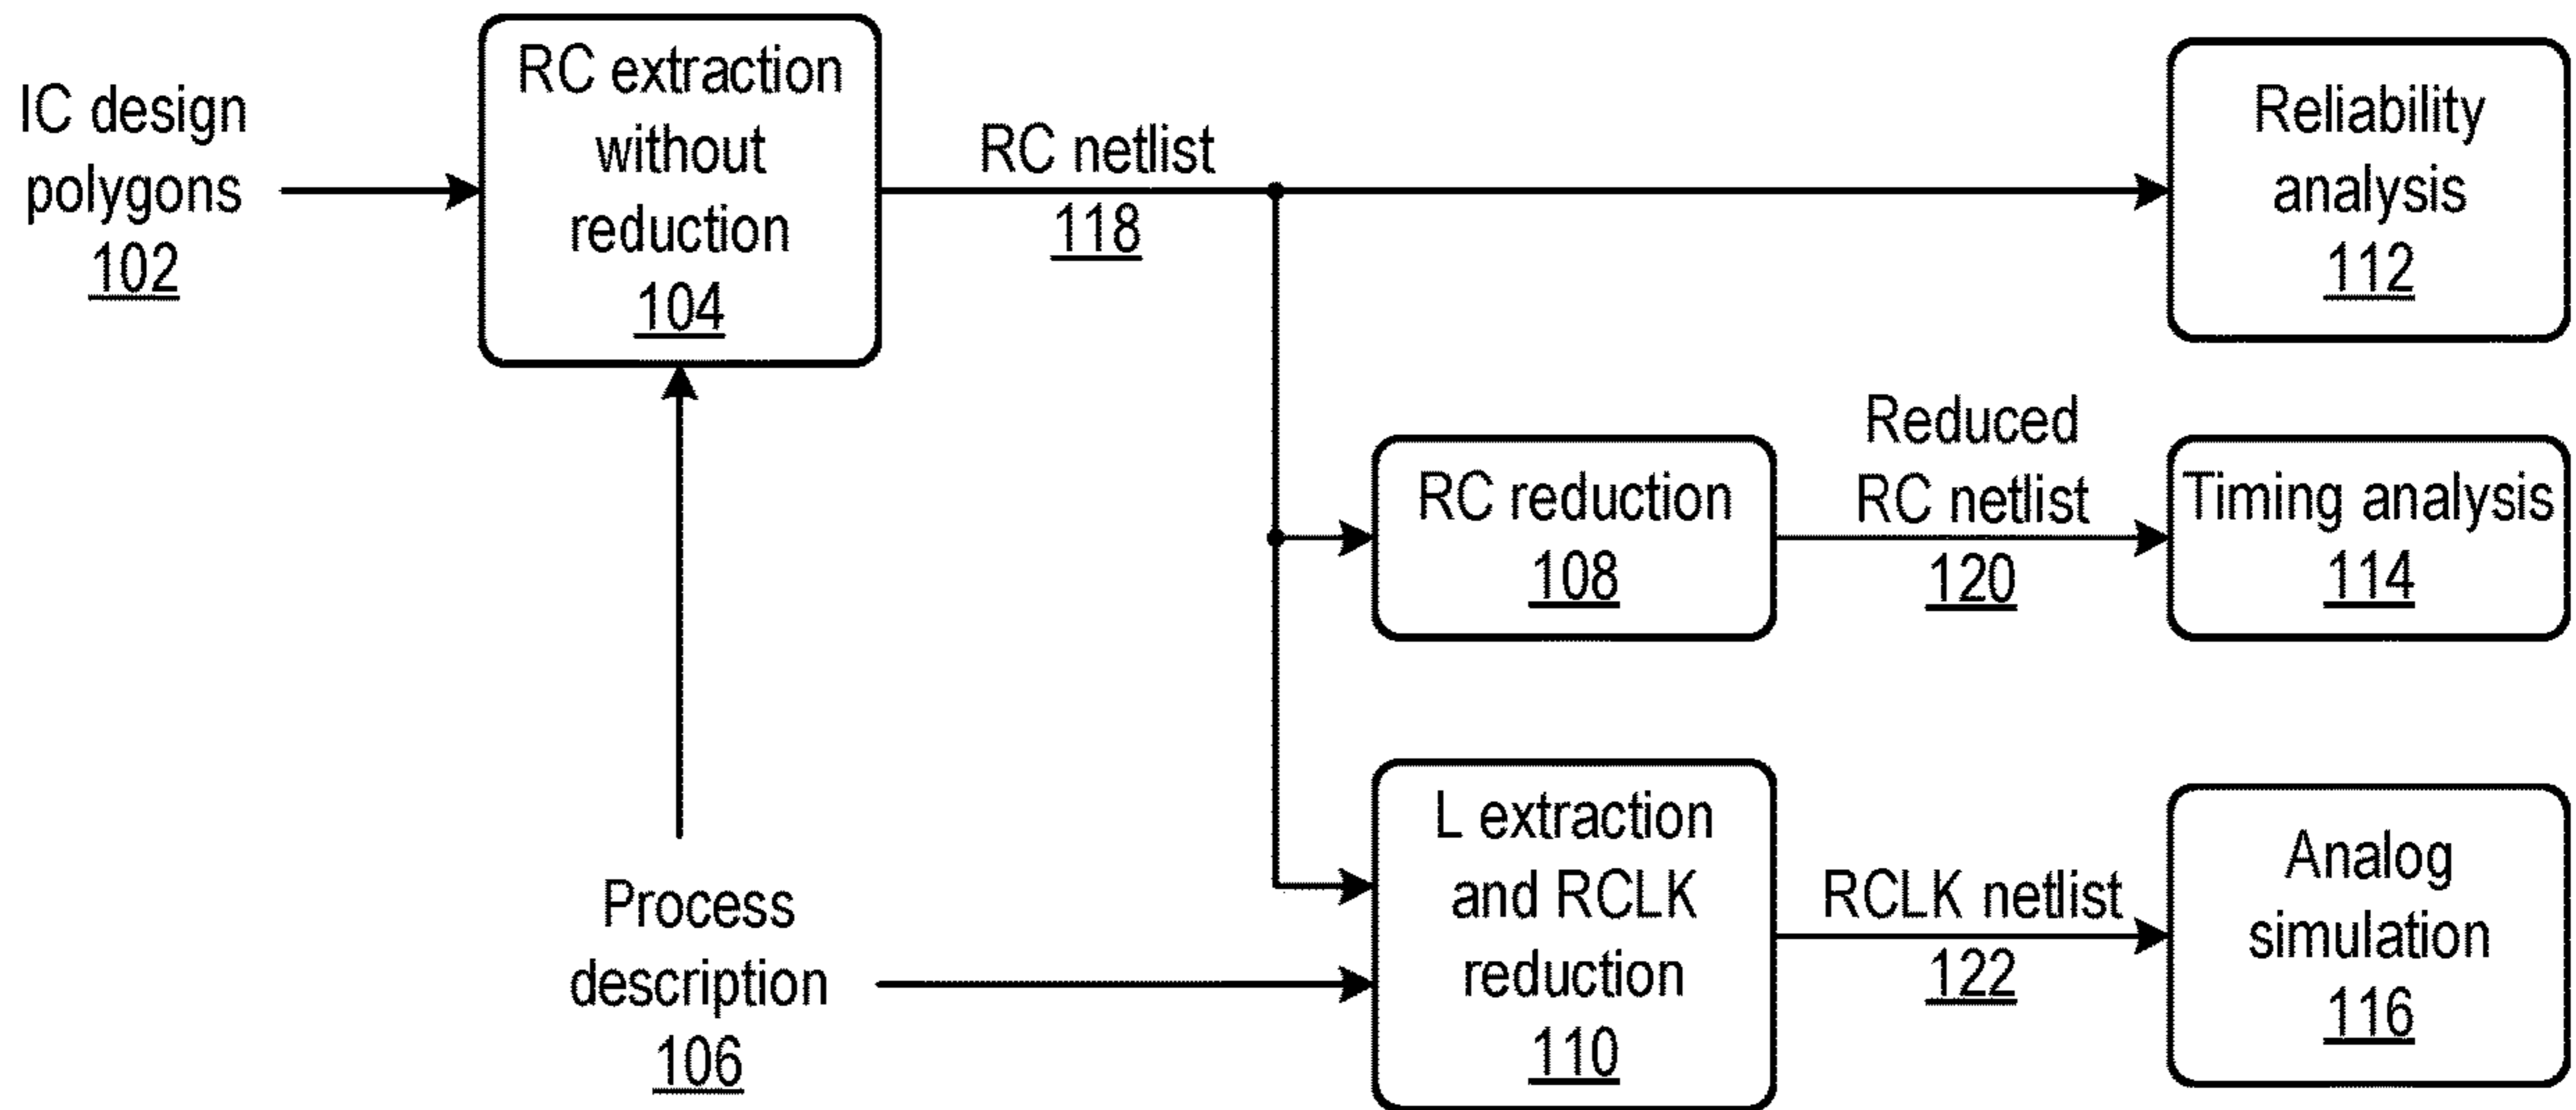 IC design
polygons
102
RC extraction
without
reduction
104
RC netlist
118
Reliability
analysis
112
RC reduction
108
Reduced
RC netlist
120
Timing analysis
114
Process
description
106
L extraction
and RCLK
reduction
110
RCLK netlist
122
Analog
simulation
116